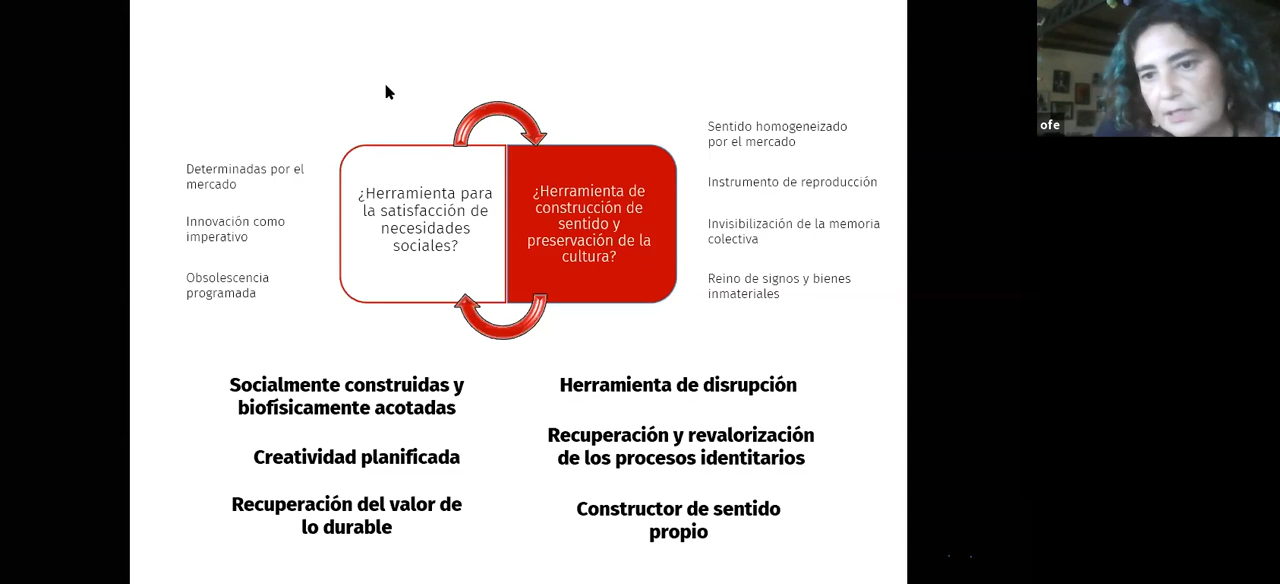 Determinadas por el
mercado
Innovación como
imperativo
Obsolescencia
programada
¿Herramienta para
la satisfacción de
necesidades
sociales?
¿Herramienta de
construcción de
sentido y
preservación de la
cultura?
Sentido homogeneizado
por el mercado
Instrumento de reproducción
Invisibilización de la memoria
colectiva
Reino de signos y bienes
inmateriales
Socialmente construidas y
biofísicamente acotadas
Creatividad planificada
Recuperación del valor de
lo durable
Herramienta de disrupción
Recuperación y revalorización
de los procesos identitarios
Constructor de sentido
propio
ofe